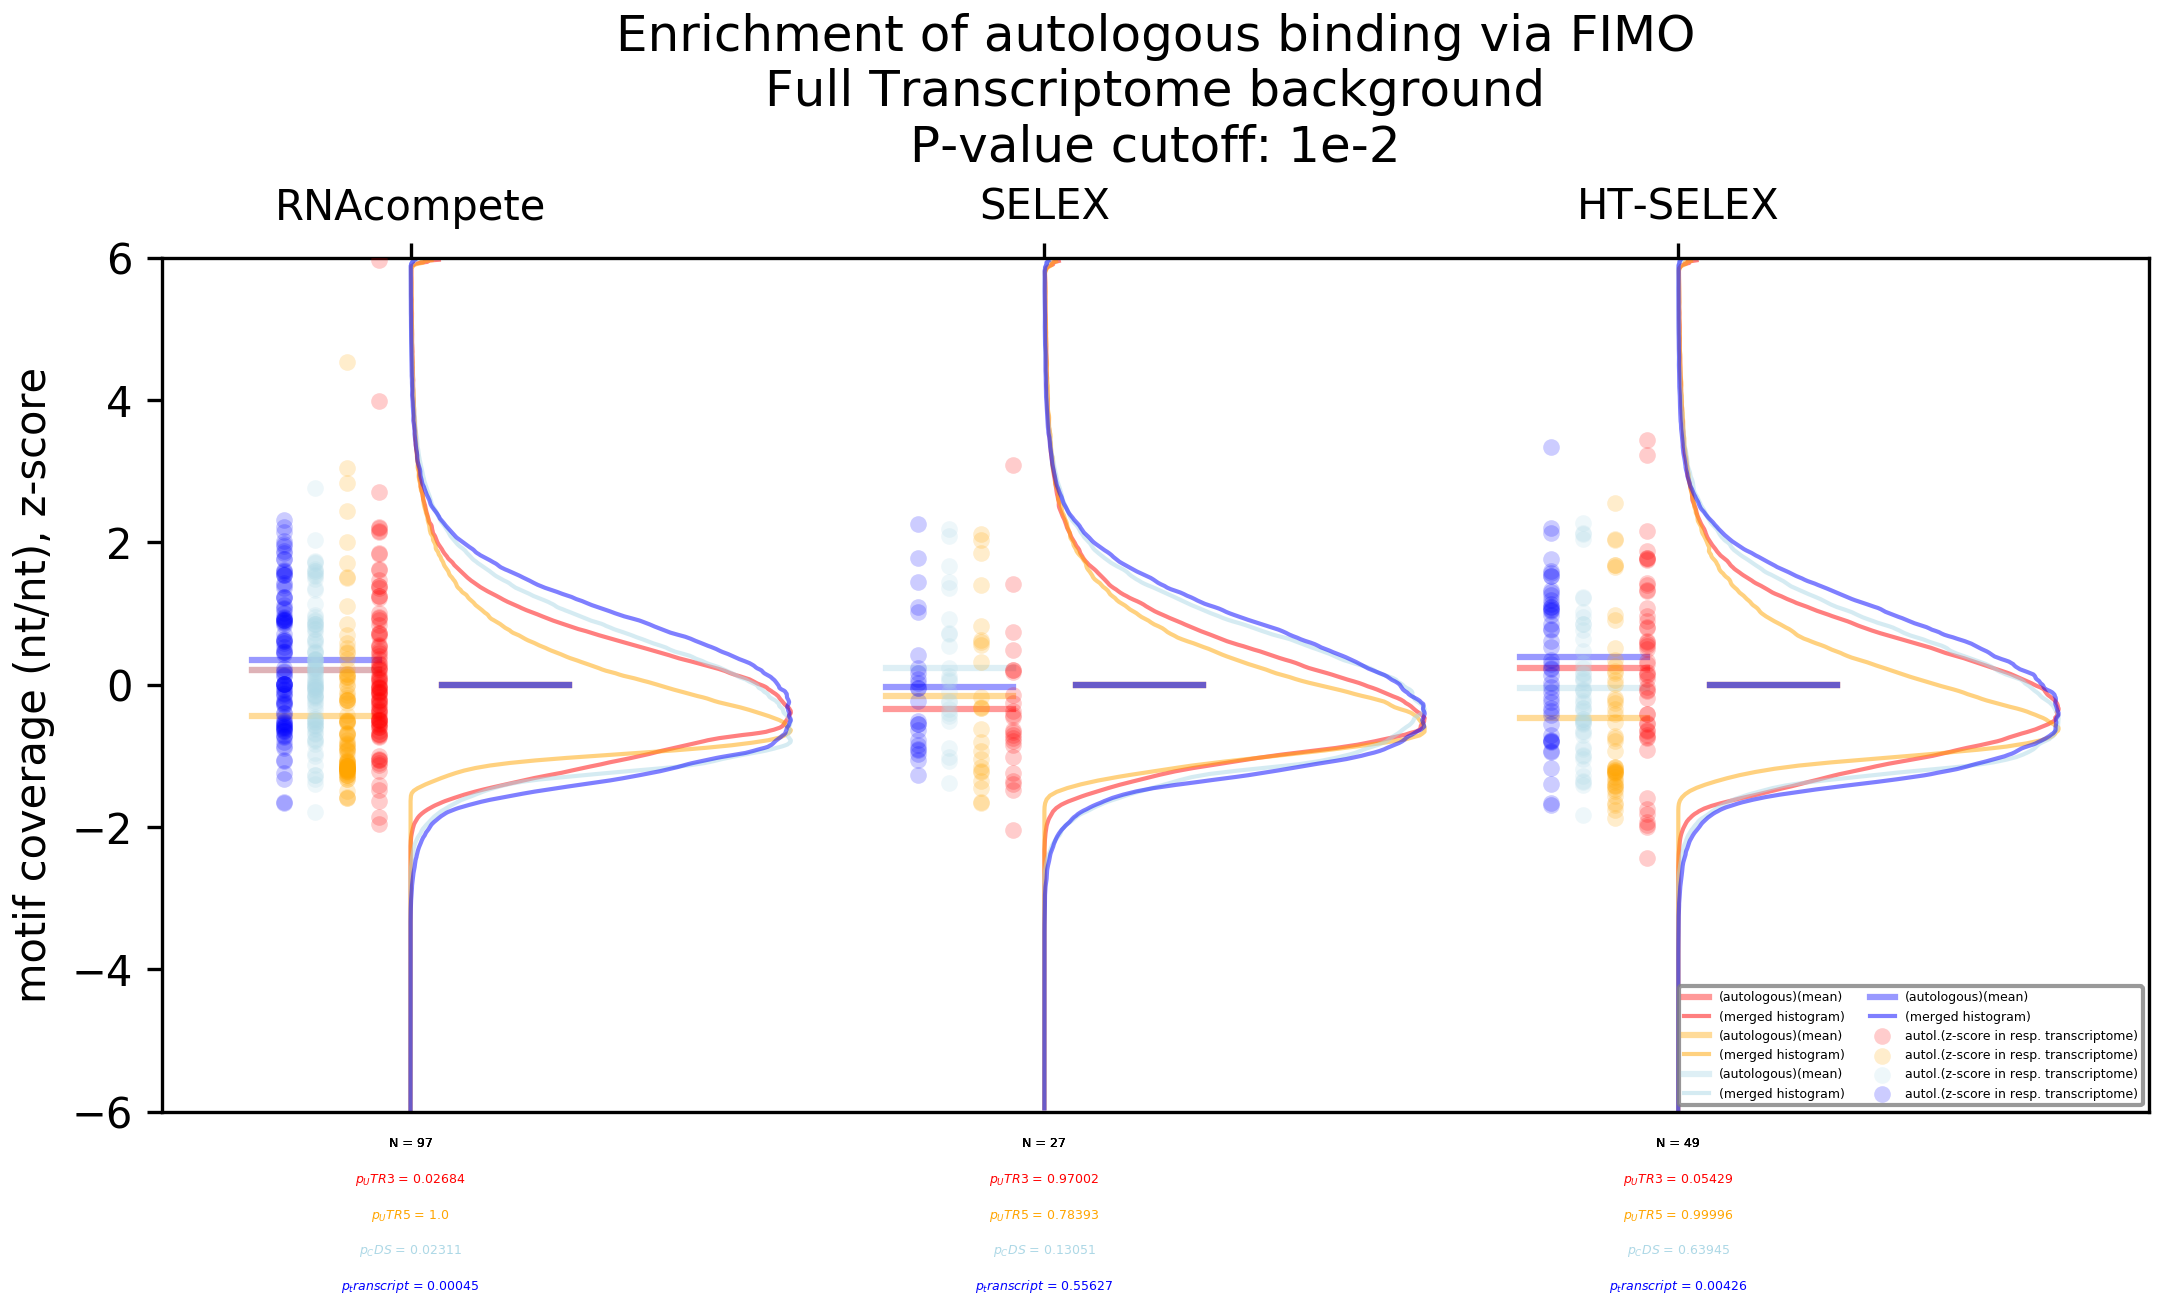 Enrichment of autologous binding via FIMO
Full Transcriptome background
P-value cutoff: 1e-2
RNAcompete
SELEX
HT-SELEX
motif coverage (nt/nt), z-score
6
4
2
0
−2
−4
−6
(autologous)(mean)
(merged histogram)
(autologous)(mean)
(merged histogram)
(autologous)(mean)
(merged histogram)
(autologous)(mean)
(merged histogram)
autol.(z-score in resp. transcriptome)
autol.(z-score in resp. transcriptome)
autol.(z-score in resp. transcriptome)
autol.(z-score in resp. transcriptome)
N = 97
p_UTR3 = 0.02684
p_UTR5 = 1.0
p_CDS = 0.02311
p_transcript = 0.00045
N = 27
p_UTR3 = 0.97002
p_UTR5 = 0.78393
p_CDS = 0.13051
p_transcript = 0.55627
N = 49
p_UTR3 = 0.05429
p_UTR5 = 0.99996
p_CDS = 0.63945
p_transcript = 0.00426